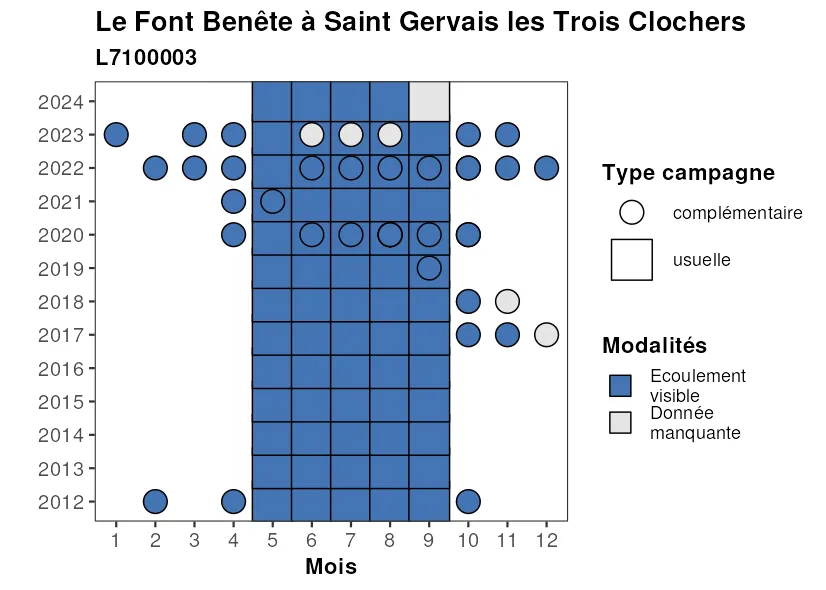 Le Font Benête à Saint Gervais les Trois Clochers
L7100003
2024
2023
2022
2021
2020
2019
2018
2017
2016
2015
2014
2013
2012
1 2 3 4 5 6 7 8 9 10 11 12
Mois
Type campagne
complémentaire
usuelle
Modalités
Ecoulement
visible
Donnée
manquante